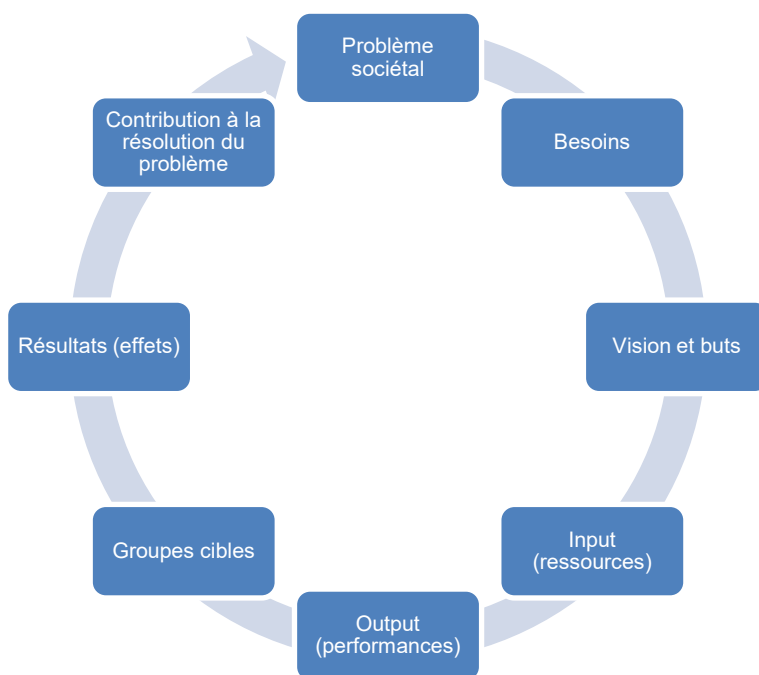 Problème
sociétal
Besoins
Vision et buts
Input
(ressources)
Output
(performances)
Groupes cibles
Résultats (effets)
Contribution à la
résolution du
problème